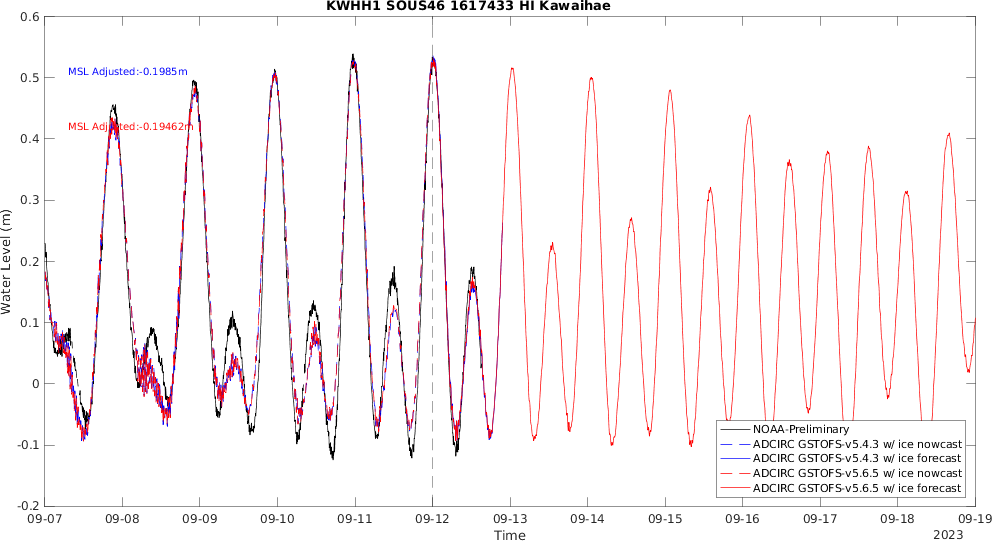 KWHH1 SOUS46 1617433 HI Kawaihae
0.6
0.5
0.4
0.3
0.2
0.1
0
-0.1
-0.2
Water Level (m)
MSL Adjusted:-0.1985m
MSL Adjusted:-0.19462m
NOAA-Preliminary
ADCIRC GSTOFS-v5.4.3 w/ ice nowcast
ADCIRC GSTOFS-v5.4.3 w/ ice forecast
ADCIRC GSTOFS-v5.6.5 w/ ice nowcast
ADCIRC GSTOFS-v5.6.5 w/ ice forecast
09-07 09-08 09-09 09-10 09-11 09-12 09-13 09-14 09-15 09-16 09-17 09-18 09-19
Time
2023